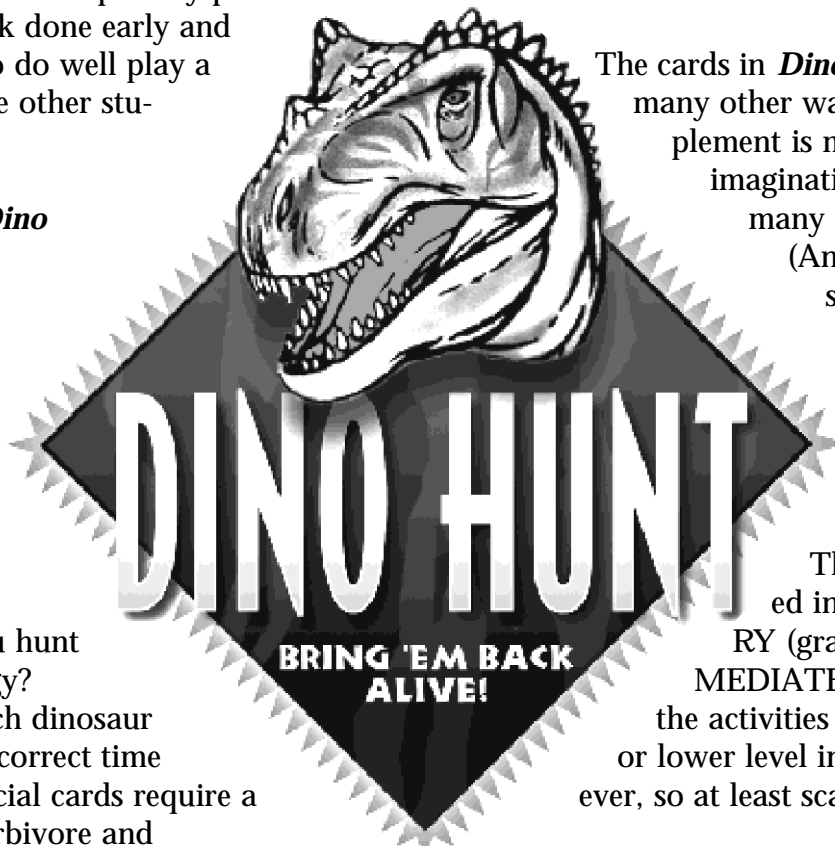 k done early and
do well play a
e other stu-
Dino
hunt
gy?
ch dinosaur
correct time
cial cards require a
rbivore and
DINO HUNT
BRING 'EM BACK
ALIVE!
The cards in Dino
many other wa
plement is n
imaginati
many
(An
s
Th
ed in
RY (gra
MEDIATE
the activities
or lower level in
ever, so at least sca